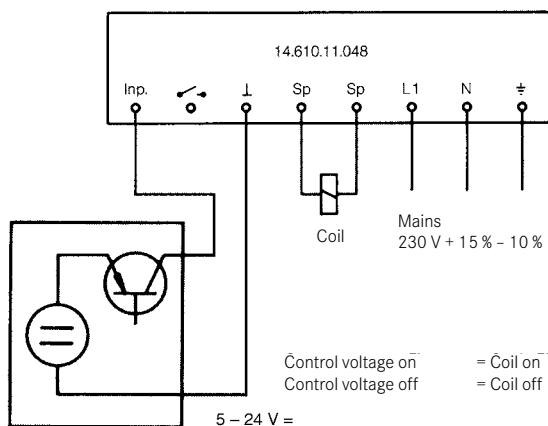 14.610.11.048
Inp. ⊥ Sp Sp L1 N ⏚
Coil
Mains
230 V + 15 % – 10 %
Control voltage on = Coil on
Control voltage off = Coil off
5 – 24 V =